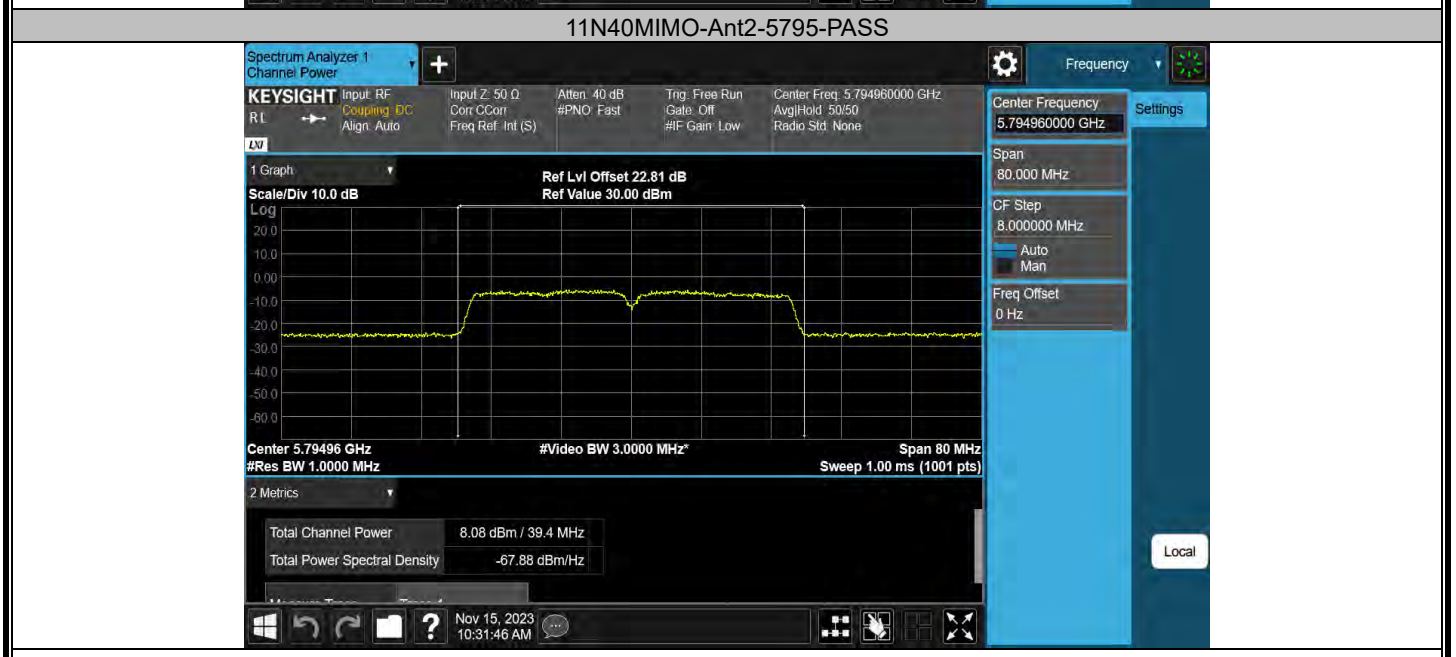 11N40MIMO-Ant2-5795-PASS
Spectrum Analyzer 1
Channel Power
+
Frequency
KEYSIGHT
RL
LXI
Input: RF
Coupling: DC
Align: Auto
Input Z: 50 Ω
Corr CCorr
Freq Ref: Int (S)
Atten: 40 dB
#PNO: Fast
Trig: Free Run
Gate: Off
#IF Gain: Low
Center Freq: 5.794960000 GHz
Avg|Hold: 50/50
Radio Std: None
Center Frequency
5.794960000 GHz
Settings
Span
80.000 MHz
CF Step
8.000000 MHz
Auto
Man
Freq Offset
0 Hz
1 Graph
Scale/Div 10.0 dB
Ref Lvl Offset 22.81 dB
Ref Value 30.00 dBm
Log
20.0
10.0
0.00
-10.0
-20.0
-30.0
-40.0
-50.0
-60.0
Center 5.79496 GHz
#Video BW 3.0000 MHz*
Span 80 MHz
#Res BW 1.0000 MHz
Sweep 1.00 ms (1001 pts)
2 Metrics
Total Channel Power 8.08 dBm / 39.4 MHz
Total Power Spectral Density -67.88 dBm/Hz
Local
?
Nov 15, 2023
10:31:46 AM